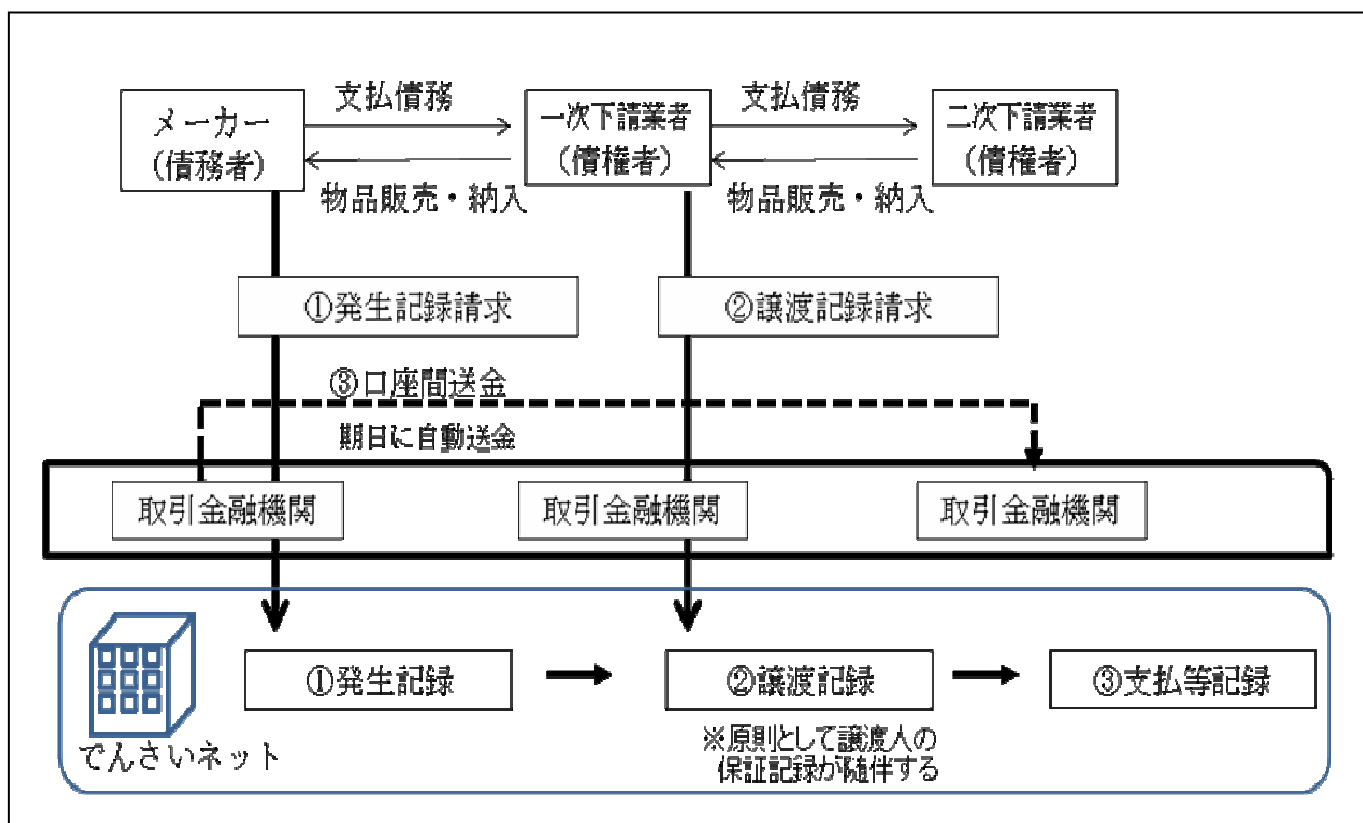 支払債務
支払債務
メーカー
(債務者)
一次下請業者
(債権者)
二次下請業者
(債権者)
物品販売・納入
物品販売・納入
①発生記録請求
②譲渡記録請求
③口座間送金
期日に自動送金
取引金融機関
取引金融機関
取引金融機関
①発生記録
②譲渡記録
③支払等記録
※原則として譲渡人の
保証記録が随伴する
でんさいネット